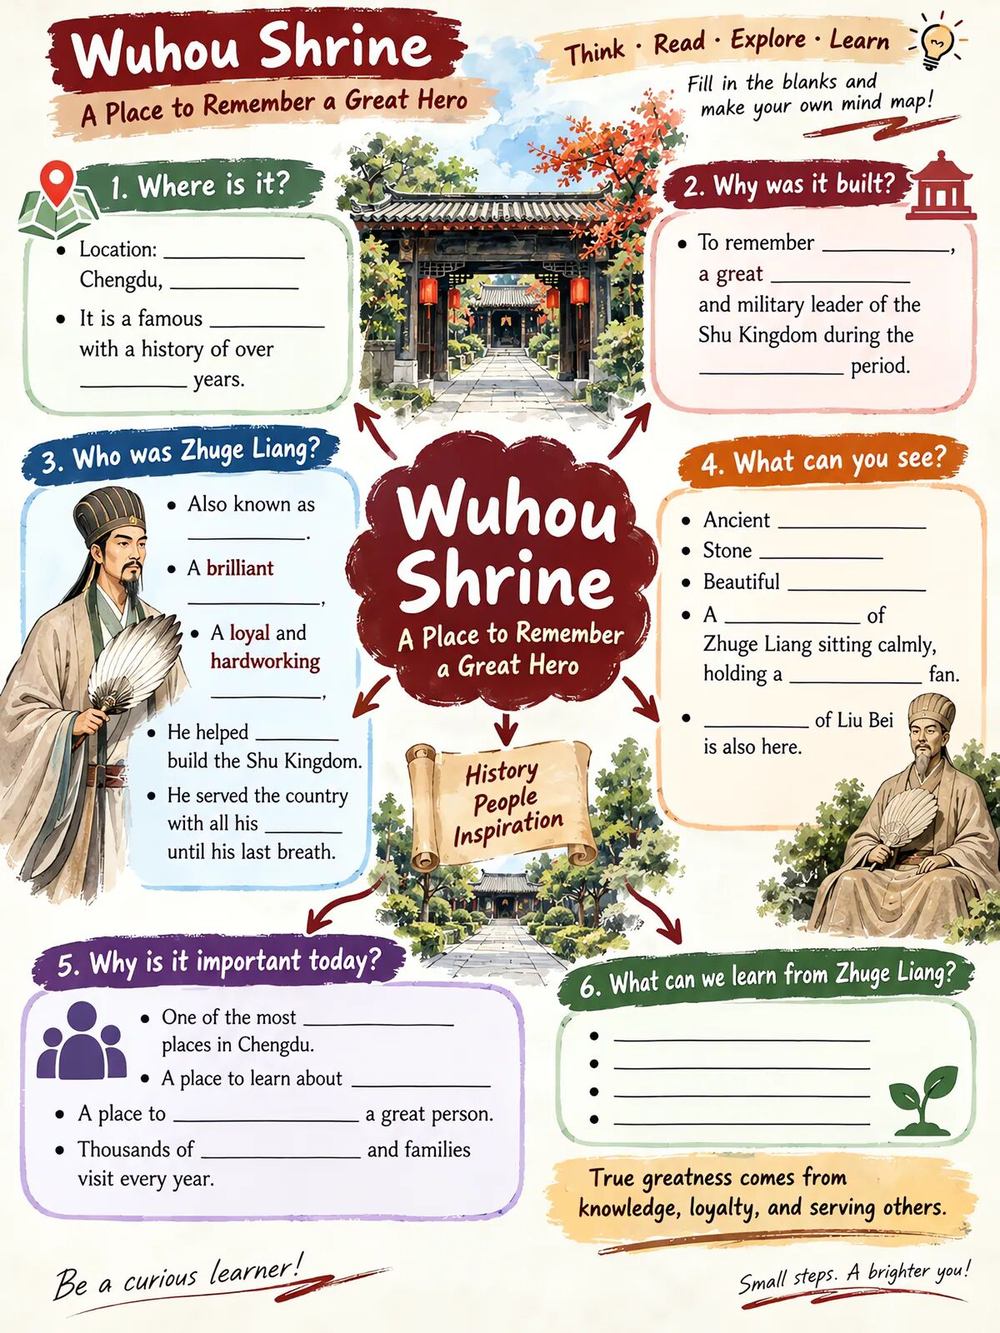 Wuhou Shrine
A Place to Remember a Great Hero
Think · Read · Explore · Learn
Fill in the blanks and
make your own mind map!
1. Where is it?
• Location: ____________
Chengdu, ____________
• It is a famous ____________
with a history of over
____________ years.
2. Why was it built?
• To remember ____________,
a great ____________
and military leader of the
Shu Kingdom during the
____________ period.
3. Who was Zhuge Liang?
• Also known as
____________.
• A brilliant
____________,
• A loyal and
hardworking
____________,
• He helped ________
build the Shu Kingdom.
• He served the country
with all his ________
until his last breath.
Wuhou
Shrine
A Place to Remember
a Great Hero
4. What can you see?
• Ancient ____________
• Stone ____________
• Beautiful ____________
• A ____________ of
Zhuge Liang sitting calmly,
holding a ____________ fan.
• ____________ of Liu Bei
is also here.
History
People
Inspiration
5. Why is it important today?
• One of the most ____________
places in Chengdu.
• A place to learn about ____________
• A place to ____________ a great person.
• Thousands of ____________ and families
visit every year.
6. What can we learn from Zhuge Liang?
• ____________
• ____________
• ____________
• ____________
True greatness comes from
knowledge, loyalty, and serving others.
Be a curious learner!
Small steps. A brighter you!